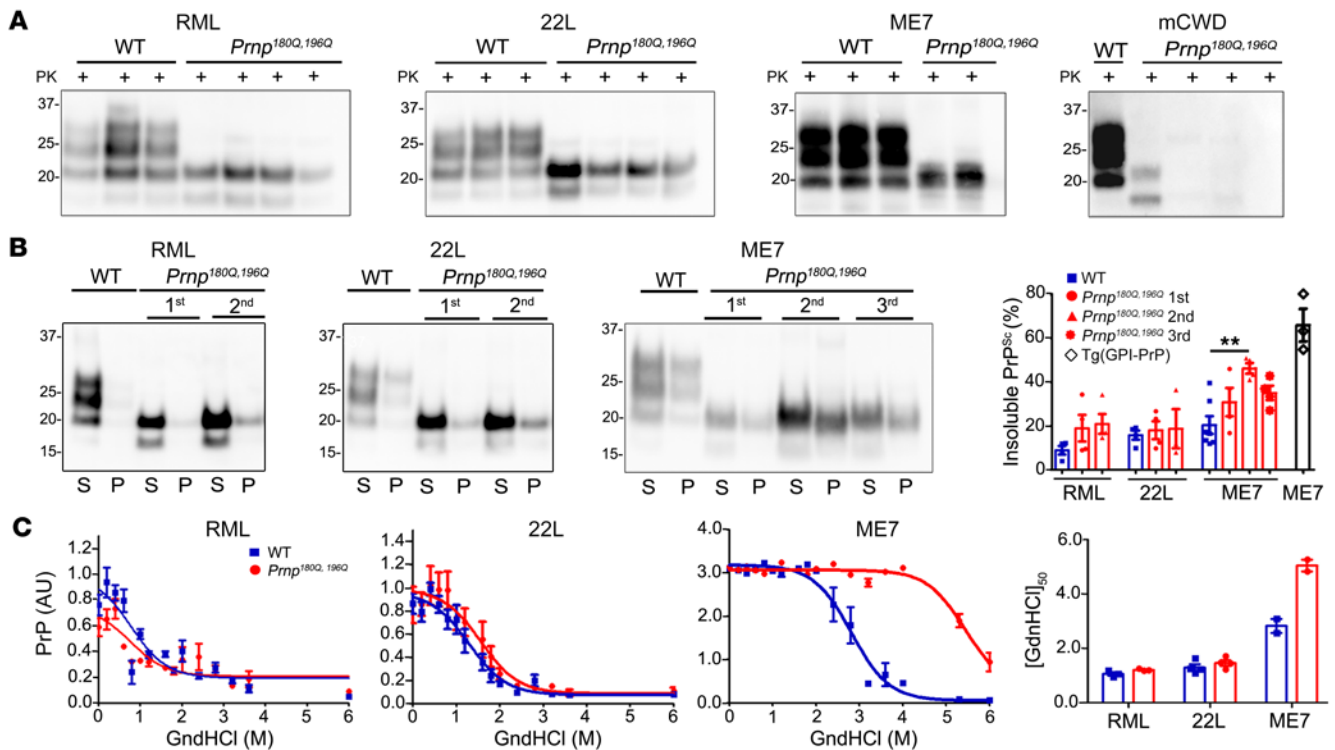 A
RML
22L
ME7
mCWD
WT Prnp180Q,196Q
WT Prnp180Q,196Q
WT Prnp180Q,196Q
WT Prnp180Q,196Q
PK + + + + + + +
PK + + + + + + +
PK + + + + +
PK + + + + +
37-
25-
20-
37-
25-
20-
37-
25-
20-
37-
25-
20-
B
RML
22L
ME7
WT Prnp180Q,196Q
1st 2nd
WT Prnp180Q,196Q
1st 2nd
WT Prnp180Q,196Q
1st 2nd 3rd
37-
25-
20-
15-
37-
25-
20-
15-
37-
25-
20-
15-
S P S P S P
S P S P S P
S P S P S P S P
WT
Prnp180Q,196Q 1st
Prnp180Q,196Q 2nd
Prnp180Q,196Q 3rd
Tg(GPI-PrP)
**
Insoluble PrPSc (%)
80
60
40
20
0
RML 22L ME7 ME7
C
RML
22L
ME7
WT
Prnp180Q, 196Q
PrP (AU)
1.2
1.0
0.8
0.6
0.4
0.2
0.0
0 1 2 3 4 5 6
GndHCl (M)
1.4
1.2
1.0
0.8
0.6
0.4
0.2
0.0
0 1 2 3 4 5 6
GndHCl (M)
4.0
3.0
2.0
1.0
0.0
0 1 2 3 4 5 6
GndHCl (M)
[GdnHCl]50
6.0
4.0
2.0
0
RML 22L ME7